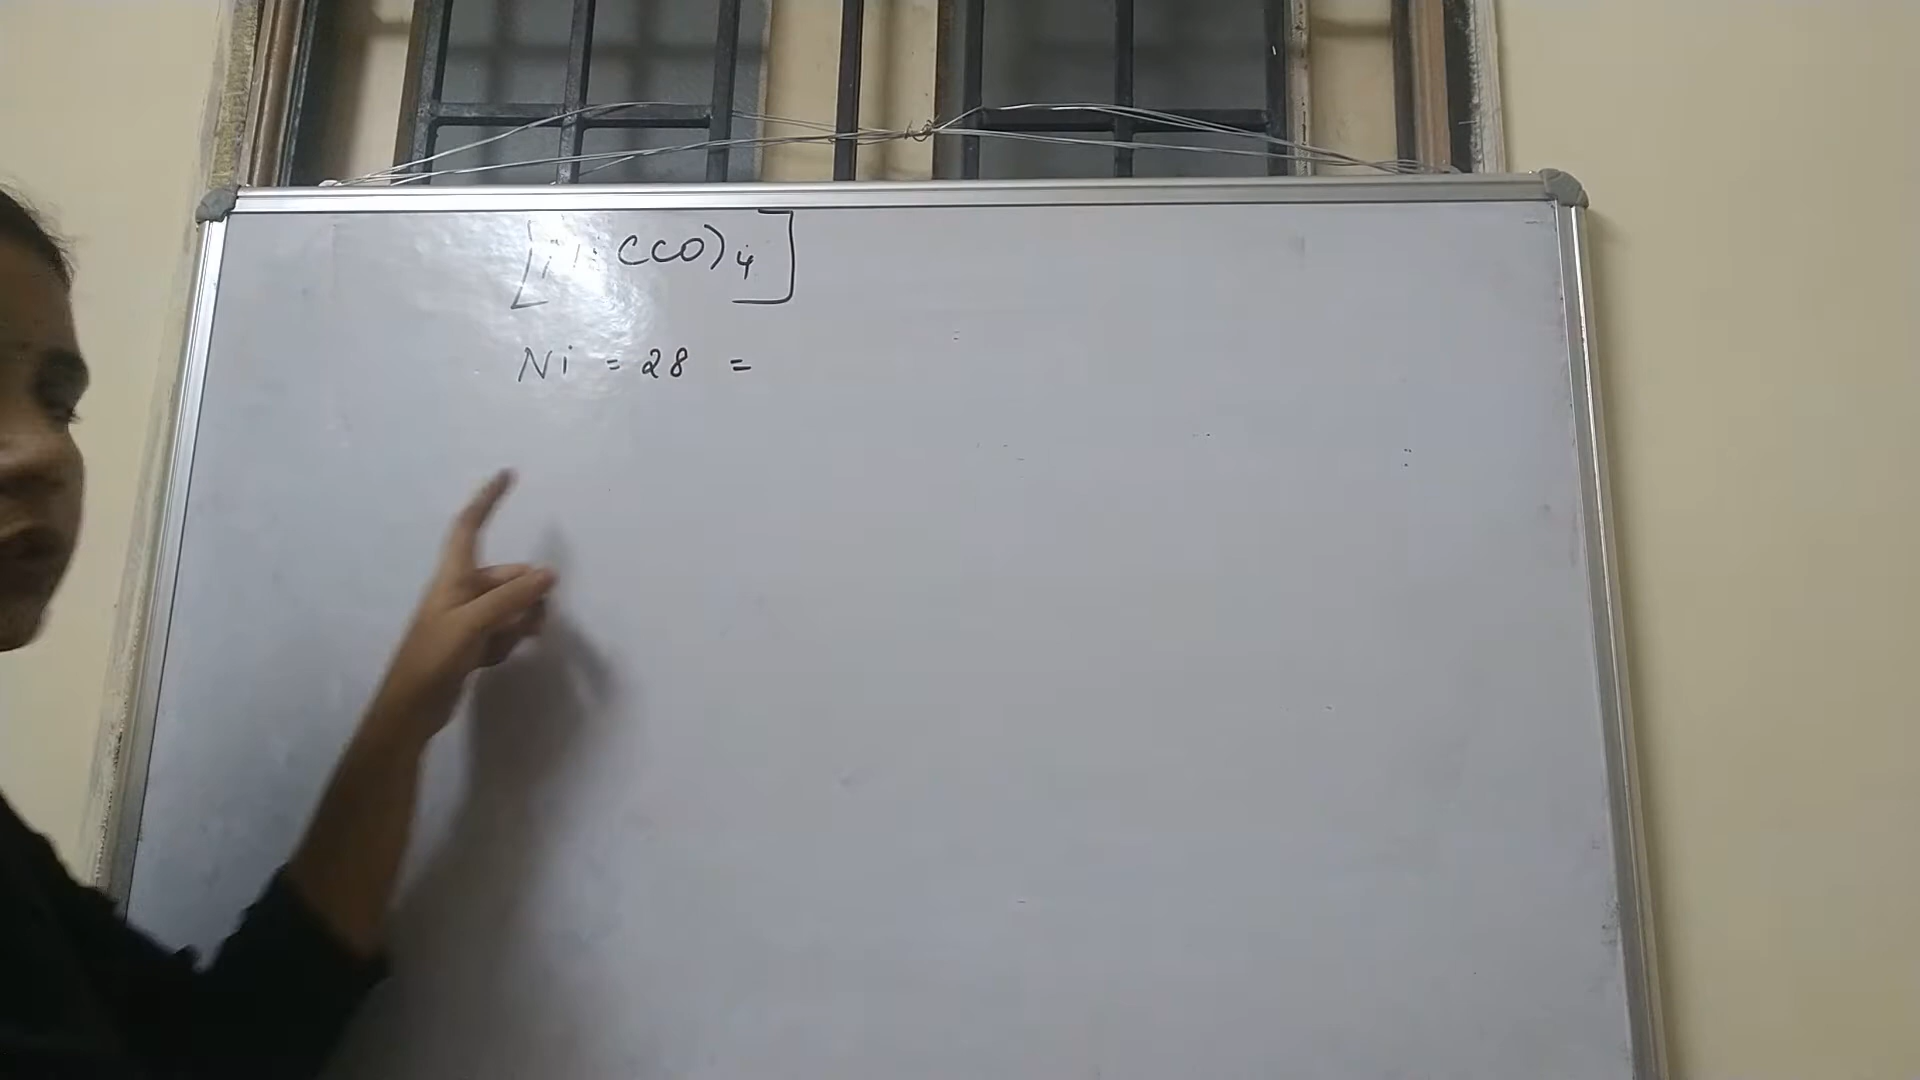 [Ni(CO)4]
Ni = 28 =